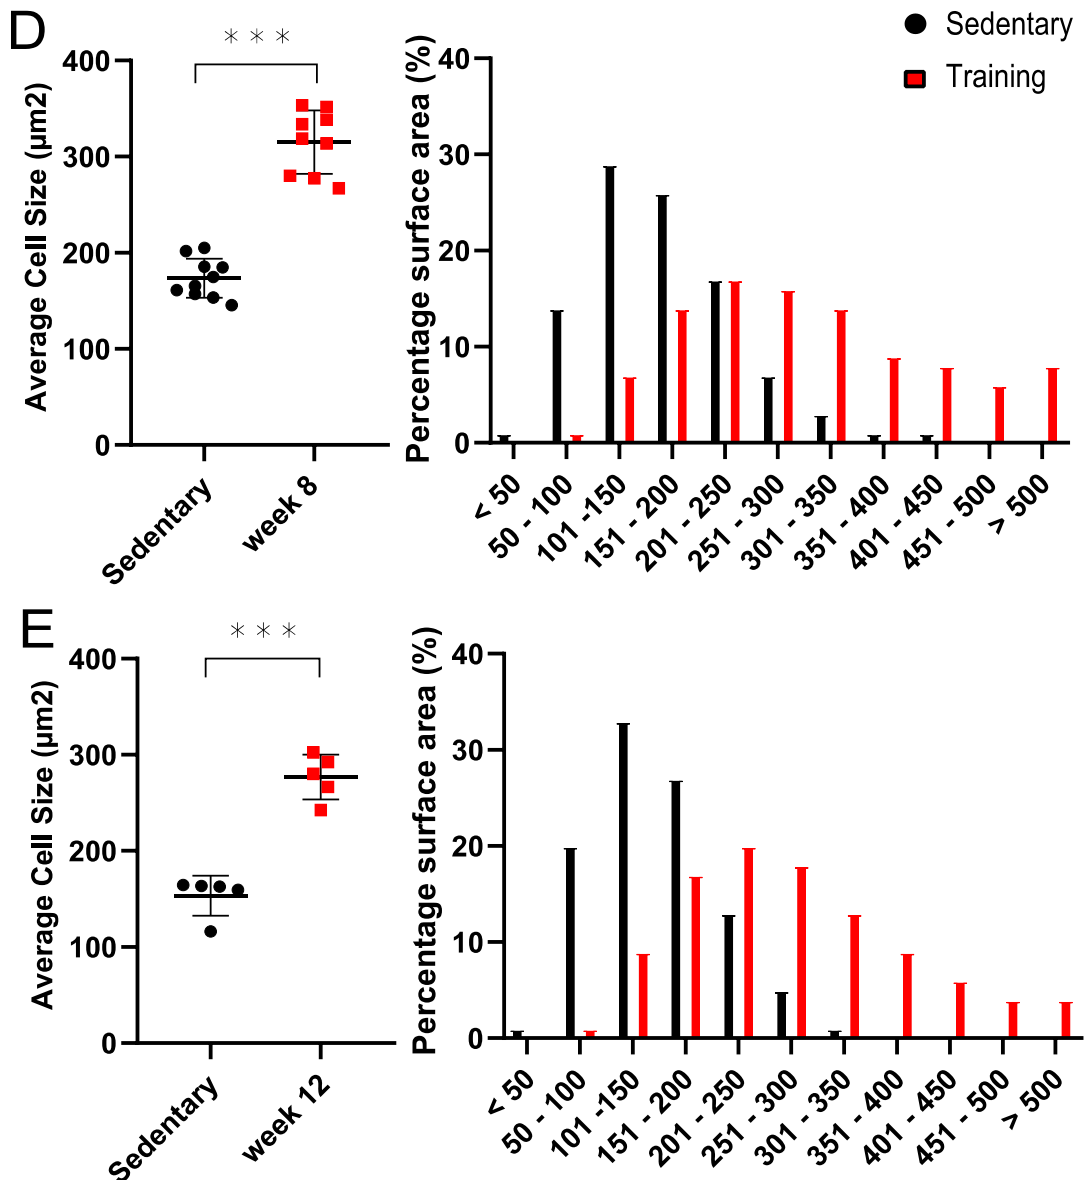 D
* * *
Average Cell Size (µm2)
400
300
200
100
0
Sedentary
week 8
Percentage surface area (%)
40
30
20
10
0
< 50
50 - 100
101 -150
151 - 200
201 - 250
251 - 300
301 - 350
351 - 400
401 - 450
451 - 500
> 500
Sedentary
Training
E
* * *
Average Cell Size (µm2)
400
300
200
100
0
Sedentary
week 12
Percentage surface area (%)
40
30
20
10
0
< 50
50 - 100
101 -150
151 - 200
201 - 250
251 - 300
301 - 350
351 - 400
401 - 450
451 - 500
> 500